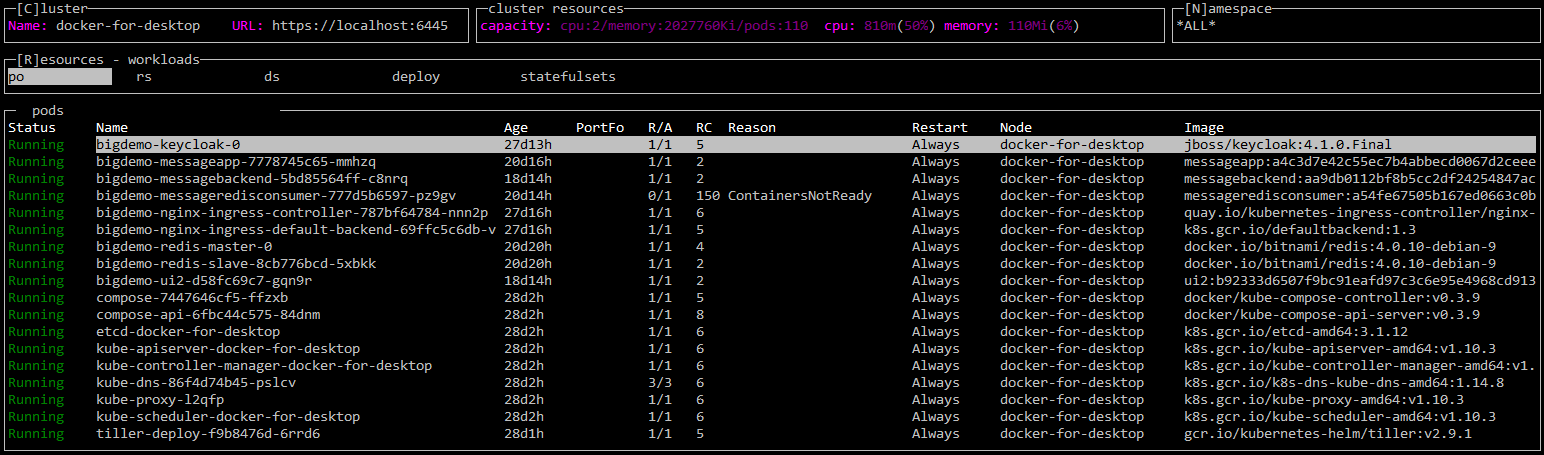 [C]luster
Name: docker-for-desktop URL: https://localhost:6445
cluster resources
capacity: cpu:2/memory:2027760Ki/pods:110 cpu: 810m(50%) memory: 110Mi(6%)
[N]amespace
*ALL*
[R]esources - workloads
po rs ds deploy statefulsets
pods
Status Name Age PortFo R/A RC Reason Restart Node Image
Running bigdemo-keycloak-0 27d13h 1/1 5 Always docker-for-desktop jboss/keycloak:4.1.0.Final
Running bigdemo-messageapp-7778745c65-mmhzq 20d16h 1/1 2 Always docker-for-desktop messageapp:a4c3d7e42c55ec7b4abbecd0067d2ceee
Running bigdemo-messagebackend-5bd85564ff-c8nrq 18d14h 1/1 2 Always docker-for-desktop messagebackend:aa9db0112bf8b5cc2df24254847ac
Running bigdemo-messageredisconsumer-777d5b6597-pz9gv 20d14h 0/1 150 ContainersNotReady Always docker-for-desktop messageredisconsumer:a54fe67505b167ed0663c0b
Running bigdemo-nginx-ingress-controller-787bf64784-nnn2p 27d16h 1/1 6 Always docker-for-desktop quay.io/kubernetes-ingress-controller/nginx-
Running bigdemo-nginx-ingress-default-backend-69ffc5c6db-v 27d16h 1/1 5 Always docker-for-desktop k8s.gcr.io/defaultbackend:1.3
Running bigdemo-redis-master-0 20d20h 1/1 4 Always docker-for-desktop docker.io/bitnami/redis:4.0.10-debian-9
Running bigdemo-redis-slave-8cb776bcd-5xbkk 20d20h 1/1 2 Always docker-for-desktop docker.io/bitnami/redis:4.0.10-debian-9
Running bigdemo-ui2-d58fc69c7-gqn9r 18d14h 1/1 2 Always docker-for-desktop ui2:b92333d6507f9bc91eafd97c3c6e95e4968cd913
Running compose-7447646cf5-ffzxb 28d2h 1/1 5 Always docker-for-desktop docker/kube-compose-controller:v0.3.9
Running compose-api-6fbc44c575-84dnm 28d2h 1/1 8 Always docker-for-desktop docker/kube-compose-api-server:v0.3.9
Running etcd-docker-for-desktop 28d2h 1/1 6 Always docker-for-desktop k8s.gcr.io/etcd-amd64:3.1.12
Running kube-apiserver-docker-for-desktop 28d2h 1/1 6 Always docker-for-desktop k8s.gcr.io/kube-apiserver-amd64:v1.10.3
Running kube-controller-manager-docker-for-desktop 28d2h 1/1 6 Always docker-for-desktop k8s.gcr.io/kube-controller-manager-amd64:v1.
Running kube-dns-86f4d74b45-pslcv 28d2h 3/3 6 Always docker-for-desktop k8s.gcr.io/k8s-dns-kube-dns-amd64:1.14.8
Running kube-proxy-l2qfp 28d2h 1/1 6 Always docker-for-desktop k8s.gcr.io/kube-proxy-amd64:v1.10.3
Running kube-scheduler-docker-for-desktop 28d2h 1/1 6 Always docker-for-desktop k8s.gcr.io/kube-scheduler-amd64:v1.10.3
Running tiller-deploy-f9b8476d-6rrd6 28d1h 1/1 5 Always docker-for-desktop gcr.io/kubernetes-helm/tiller:v2.9.1